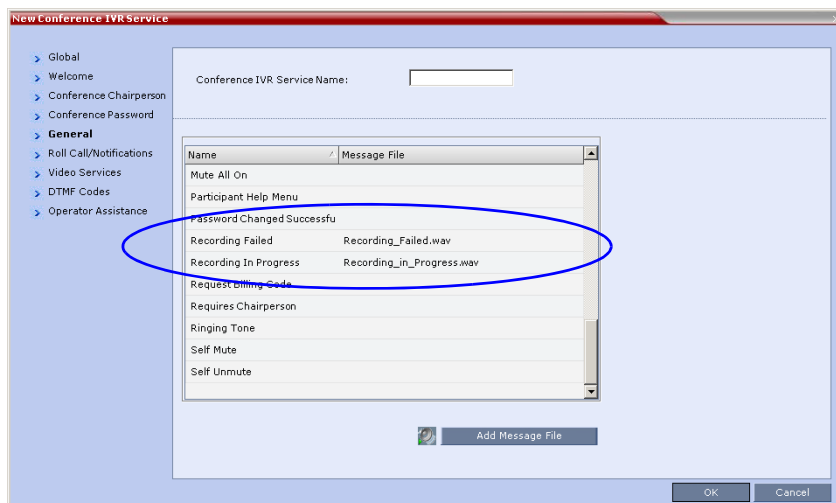 New Conference IVR Service
Global
Welcome
Conference Chairperson
Conference Password
General
Roll Call/Notifications
Video Services
DTMF Codes
Operator Assistance
Conference IVR Service Name:
Name Message File
Mute All On
Participant Help Menu
Password Changed Successfu
Recording Failed Recording_Failed.wav
Recording In Progress Recording_in_Progress.wav
Request Billing Code
Requires Chairperson
Ringing Tone
Self Mute
Self Unmute
Add Message File
OK Cancel